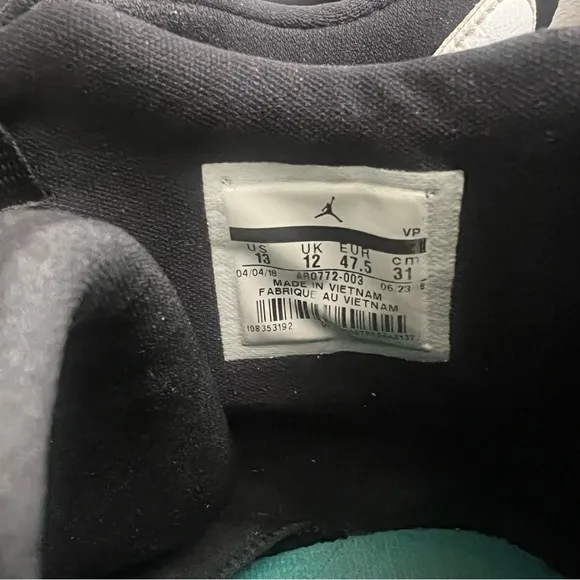 VP
US UK EUR cm
13 12 47.5 31
04/04/18 AR0772-003 06/23
MADE IN VIETNAM
FABRIQUE AU VIETNAM
108353192